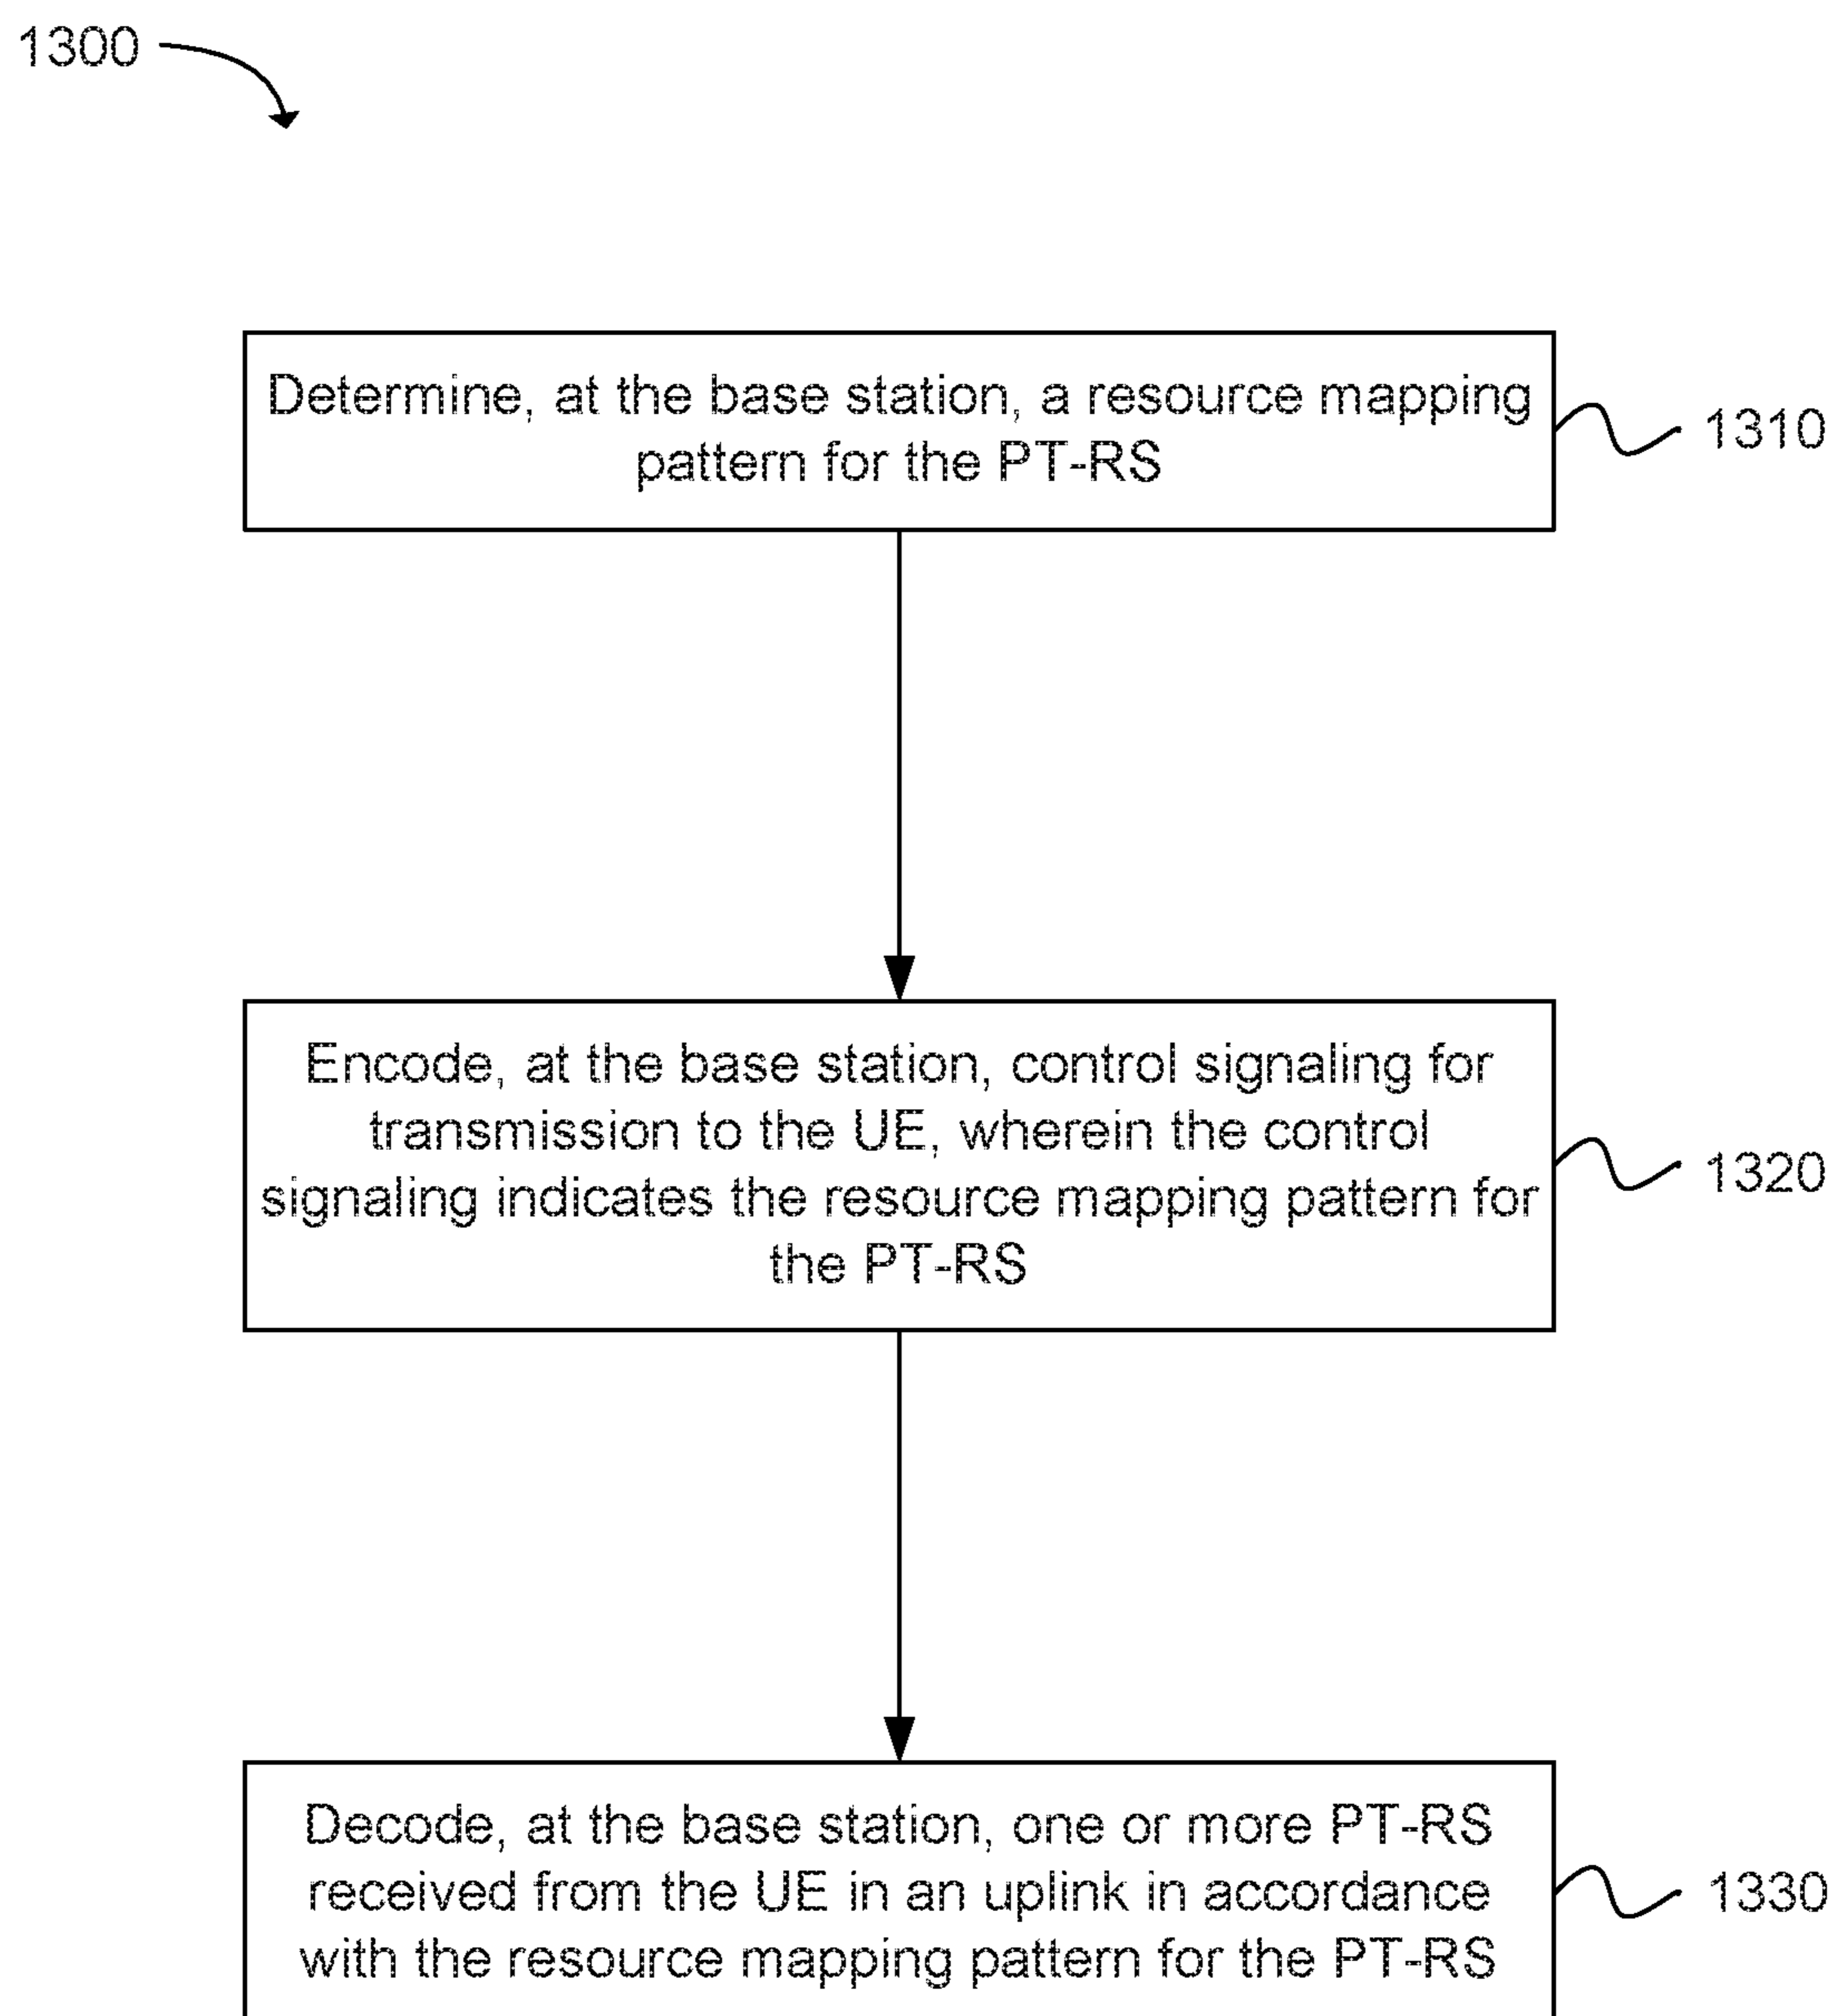 1300
Determine, at the base station, a resource mapping
pattern for the PT-RS
1310
Encode, at the base station, control signaling for
transmission to the UE, wherein the control
signaling indicates the resource mapping pattern for
the PT-RS
1320
Decode, at the base station, one or more PT-RS
received from the UE in an uplink in accordance
with the resource mapping pattern for the PT-RS
1330